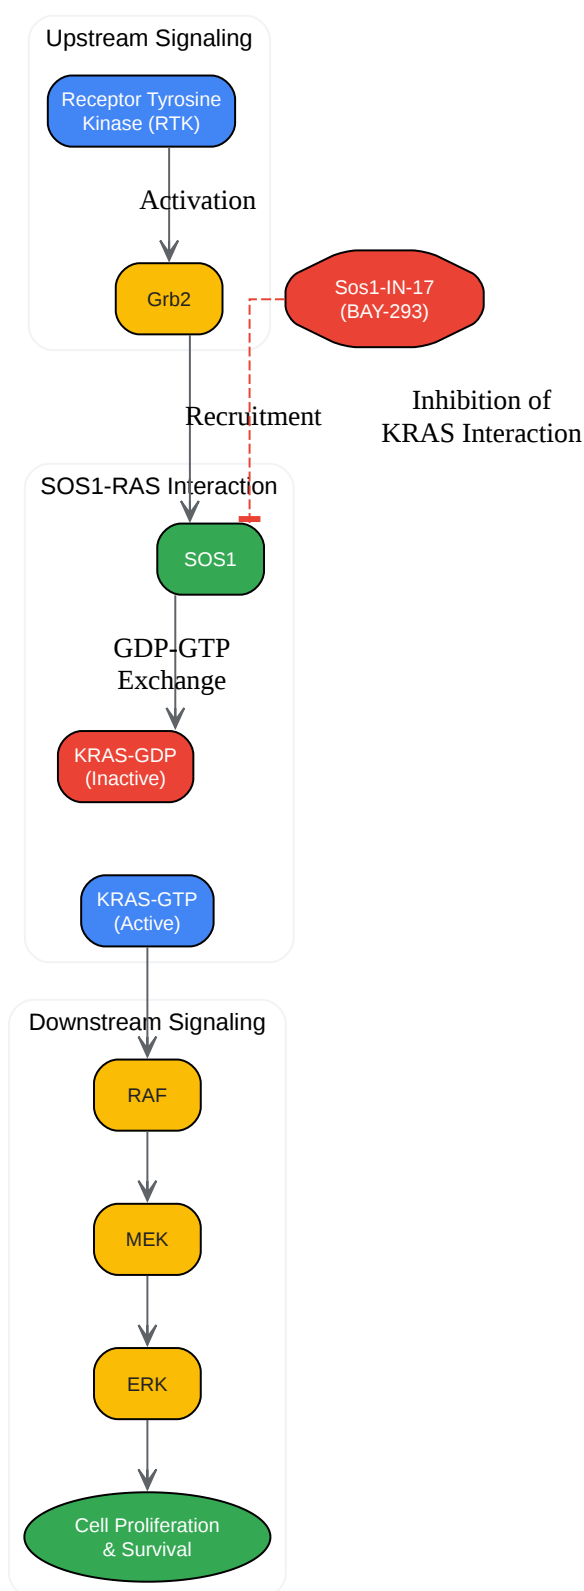 Upstream Signaling
Receptor Tyrosine
Kinase (RTK)
Activation
Grb2
Sos1-IN-17
(BAY-293)
Recruitment
Inhibition of
KRAS Interaction
SOS1-RAS Interaction
SOS1
GDP-GTP
Exchange
KRAS-GDP
(Inactive)
KRAS-GTP
(Active)
Downstream Signaling
RAF
MEK
ERK
Cell Proliferation
& Survival